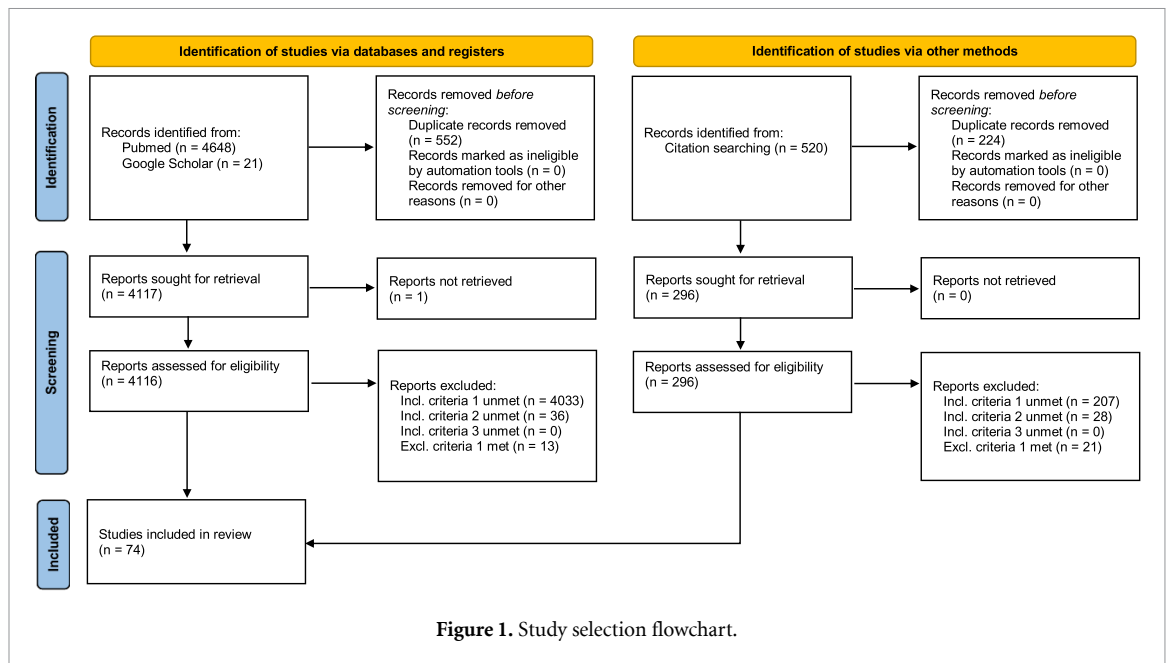 Identification of studies via databases and registers
Identification of studies via other methods
Identification
Records identified from:
Pubmed (n = 4648)
Google Scholar (n = 21)
Records removed before
screening:
Duplicate records removed
(n = 552)
Records marked as ineligible
by automation tools (n = 0)
Records removed for other
reasons (n = 0)
Records identified from:
Citation searching (n = 520)
Records removed before
screening:
Duplicate records removed
(n = 224)
Records marked as ineligible
by automation tools (n = 0)
Records removed for other
reasons (n = 0)
Screening
Reports sought for retrieval
(n = 4117)
Reports not retrieved
(n = 1)
Reports sought for retrieval
(n = 296)
Reports not retrieved
(n = 0)
Reports assessed for eligibility
(n = 4116)
Reports excluded:
Incl. criteria 1 unmet (n = 4033)
Incl. criteria 2 unmet (n = 36)
Incl. criteria 3 unmet (n = 0)
Excl. criteria 1 met (n = 13)
Reports assessed for eligibility
(n = 296)
Reports excluded:
Incl. criteria 1 unmet (n = 207)
Incl. criteria 2 unmet (n = 28)
Incl. criteria 3 unmet (n = 0)
Excl. criteria 1 met (n = 21)
Included
Studies included in review
(n = 74)
Figure 1. Study selection flowchart.